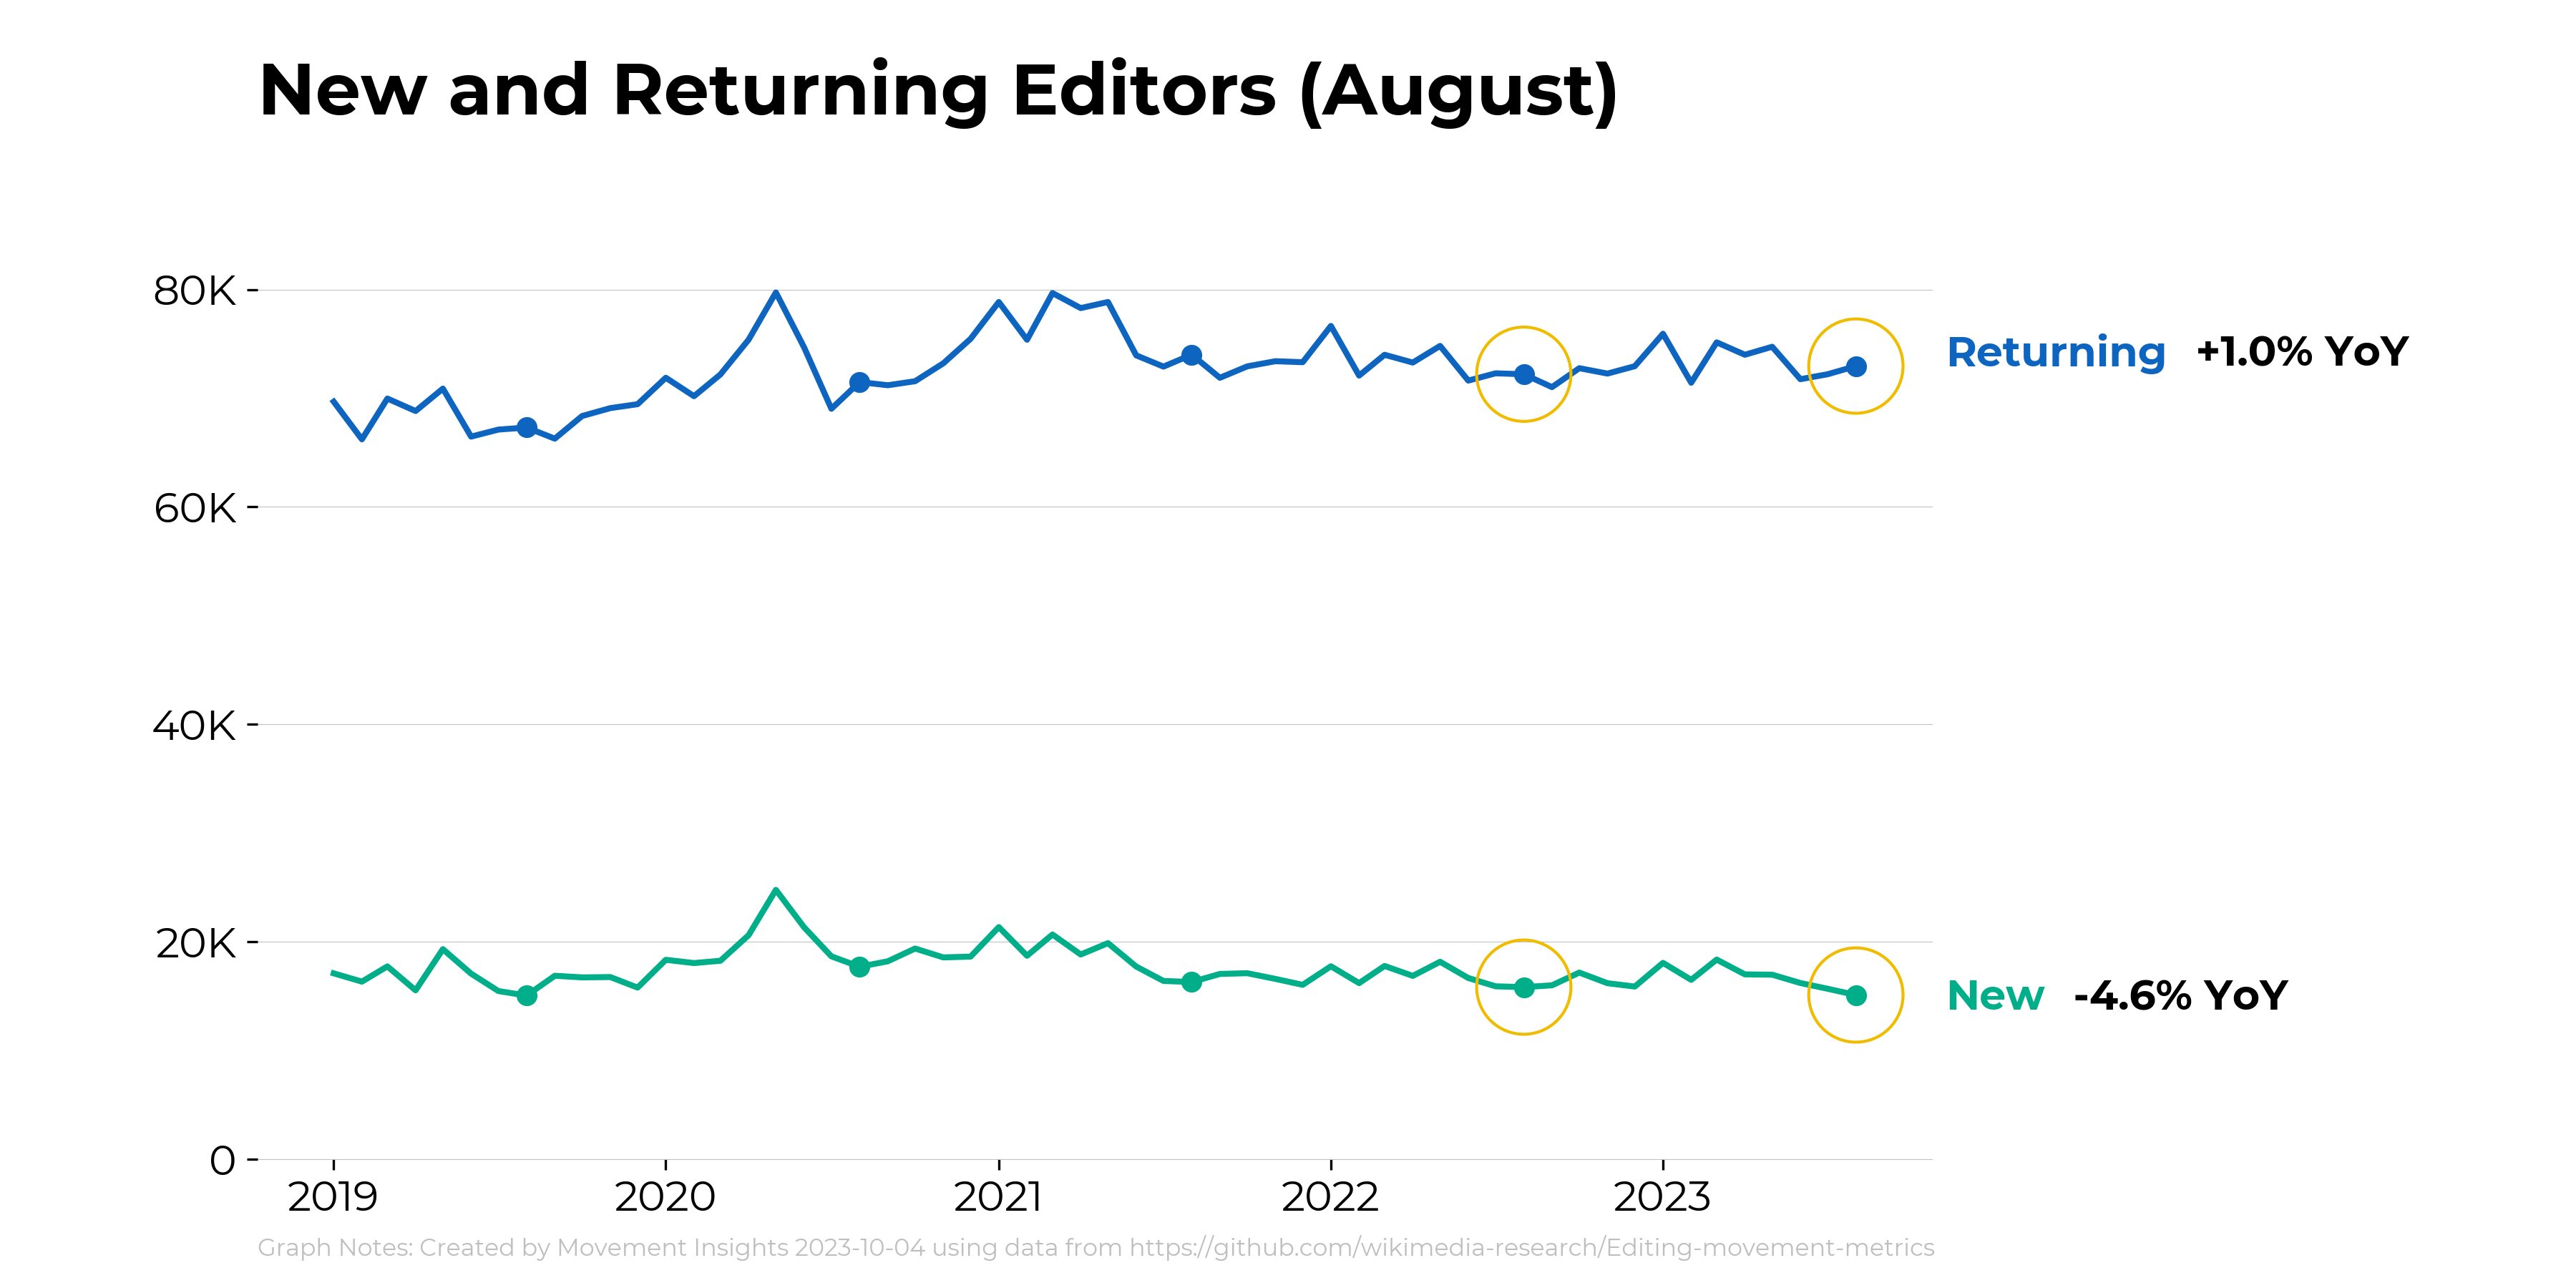 New and Returning Editors (August)
80K
Returning +1.0% YoY
60K
40K
20K
New -4.6% YoY
0
2019 2020 2021 2022 2023
Graph Notes: Created by Movement Insights 2023-10-04 using data from https://github.com/wikimedia-research/Editing-movement-metrics